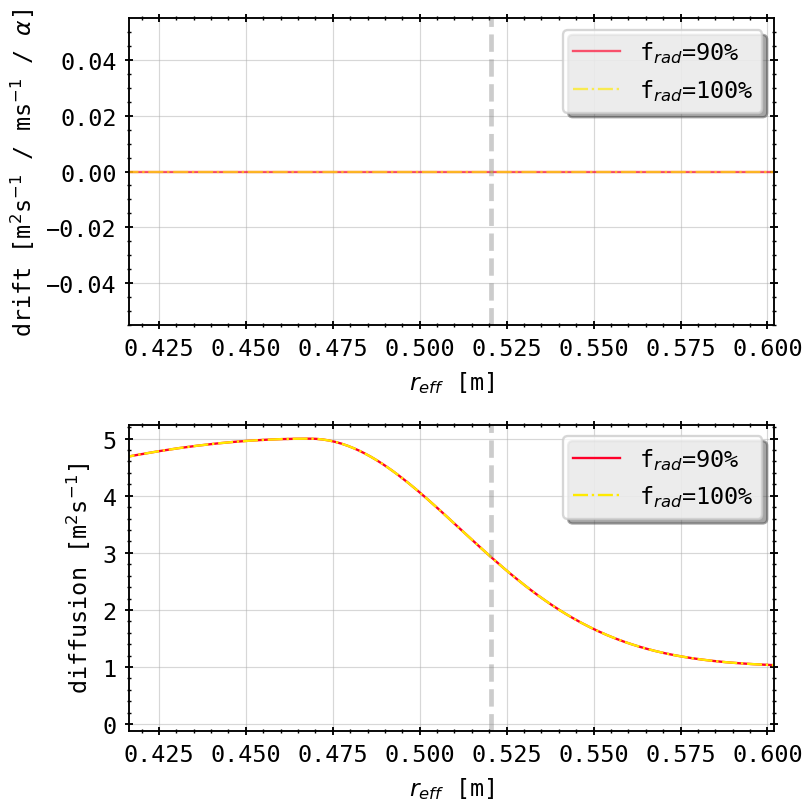 drift [m²s⁻¹ / ms⁻¹ / α]
0.04
0.02
0.00
−0.02
−0.04
f_rad=90%
f_rad=100%
0.425 0.450 0.475 0.500 0.525 0.550 0.575 0.600
r_eff [m]
diffusion [m²s⁻¹]
5
4
3
2
1
0
f_rad=90%
f_rad=100%
0.425 0.450 0.475 0.500 0.525 0.550 0.575 0.600
r_eff [m]